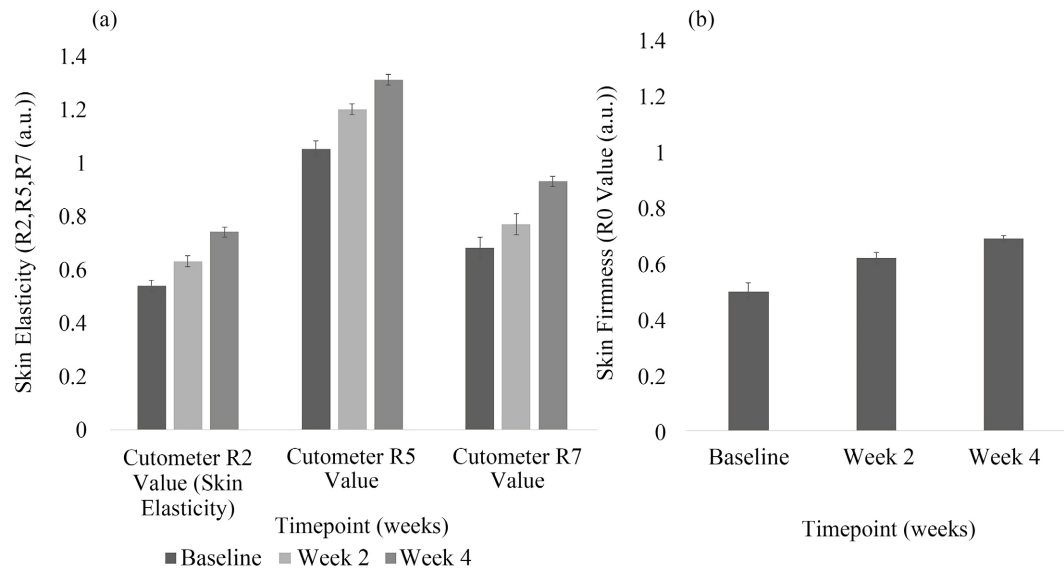 (a)
Skin Elasticity (R2,R5,R7 (a.u.))
1.4
1.2
1
0.8
0.6
0.4
0.2
0
Cutometer R2
Value (Skin
Elasticity)
Cutometer R5
Value
Cutometer R7
Value
Timepoint (weeks)
Baseline Week 2 Week 4
(b)
Skin Firmness (R0 Value (a.u.))
1.4
1.2
1
0.8
0.6
0.4
0.2
0
Baseline Week 2 Week 4
Timepoint (weeks)